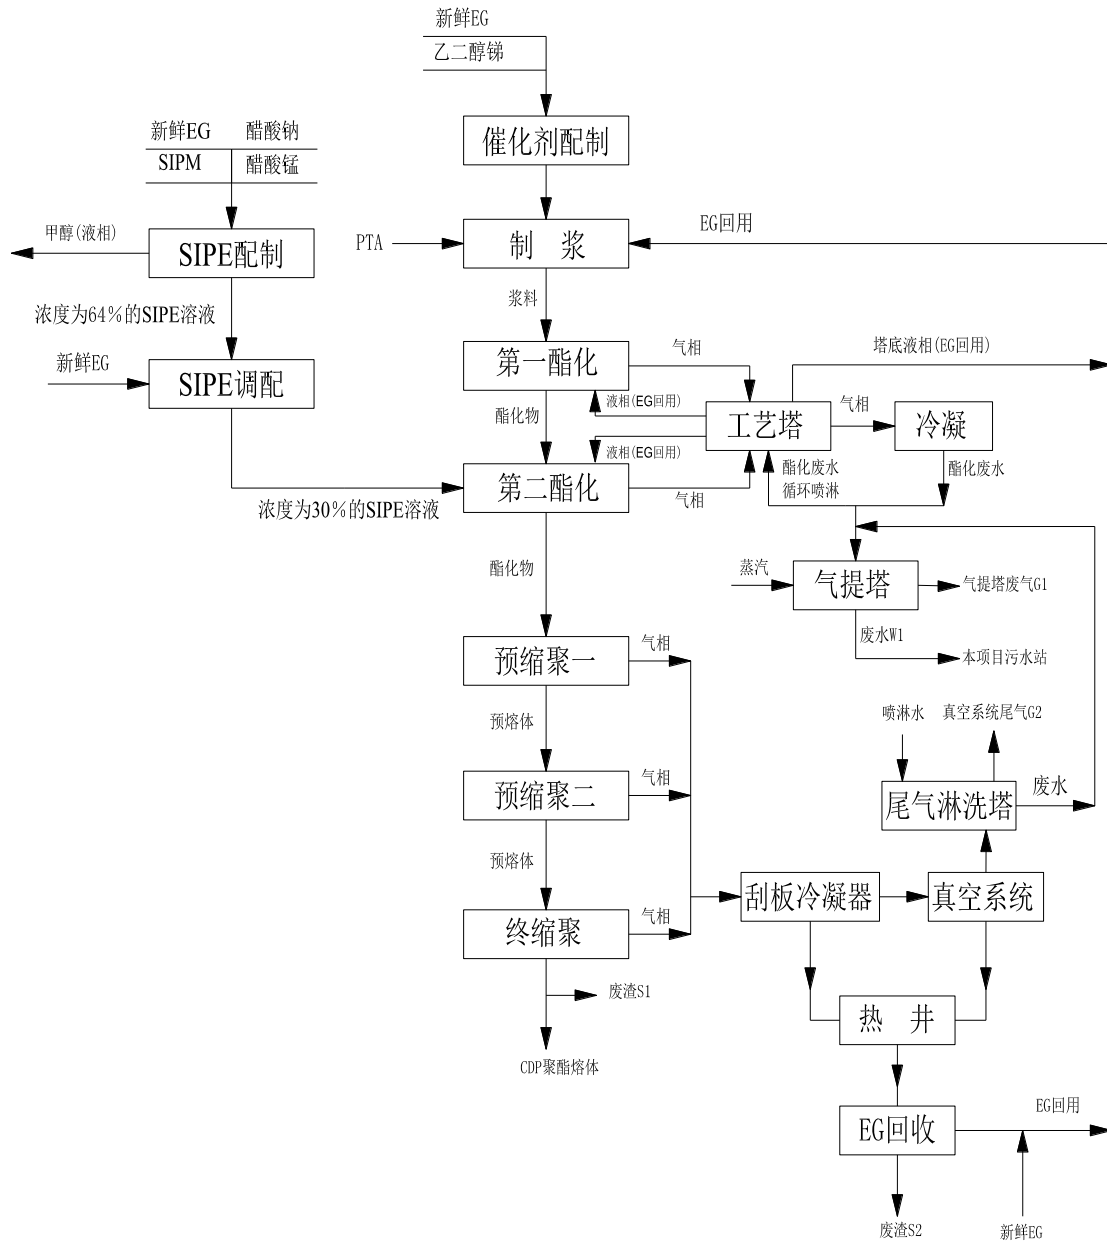 新鲜EG
乙二醇锑
催化剂配制
新鲜EG
醋酸钠
SIPM
醋酸锰
甲醇(液相)
SIPE配制
PTA
制 浆
EG回用
浓度为64%的SIPE溶液
浆料
新鲜EG
SIPE调配
第一酯化
气相
塔底液相(EG回用)
酯化物
液相(EG回用)
工艺塔
气相
冷凝
液相(EG回用)
酯化废水
循环喷淋
酯化废水
第二酯化
气相
浓度为30%的SIPE溶液
酯化物
蒸汽
气提塔
气提塔废气G1
废水W1
本项目污水站
预缩聚一
气相
预熔体
喷淋水
真空系统尾气G2
预缩聚二
气相
尾气淋洗塔
废水
预熔体
刮板冷凝器
真空系统
终缩聚
气相
废渣S1
热 井
CDP聚酯熔体
EG回收
EG回用
废渣S2
新鲜EG